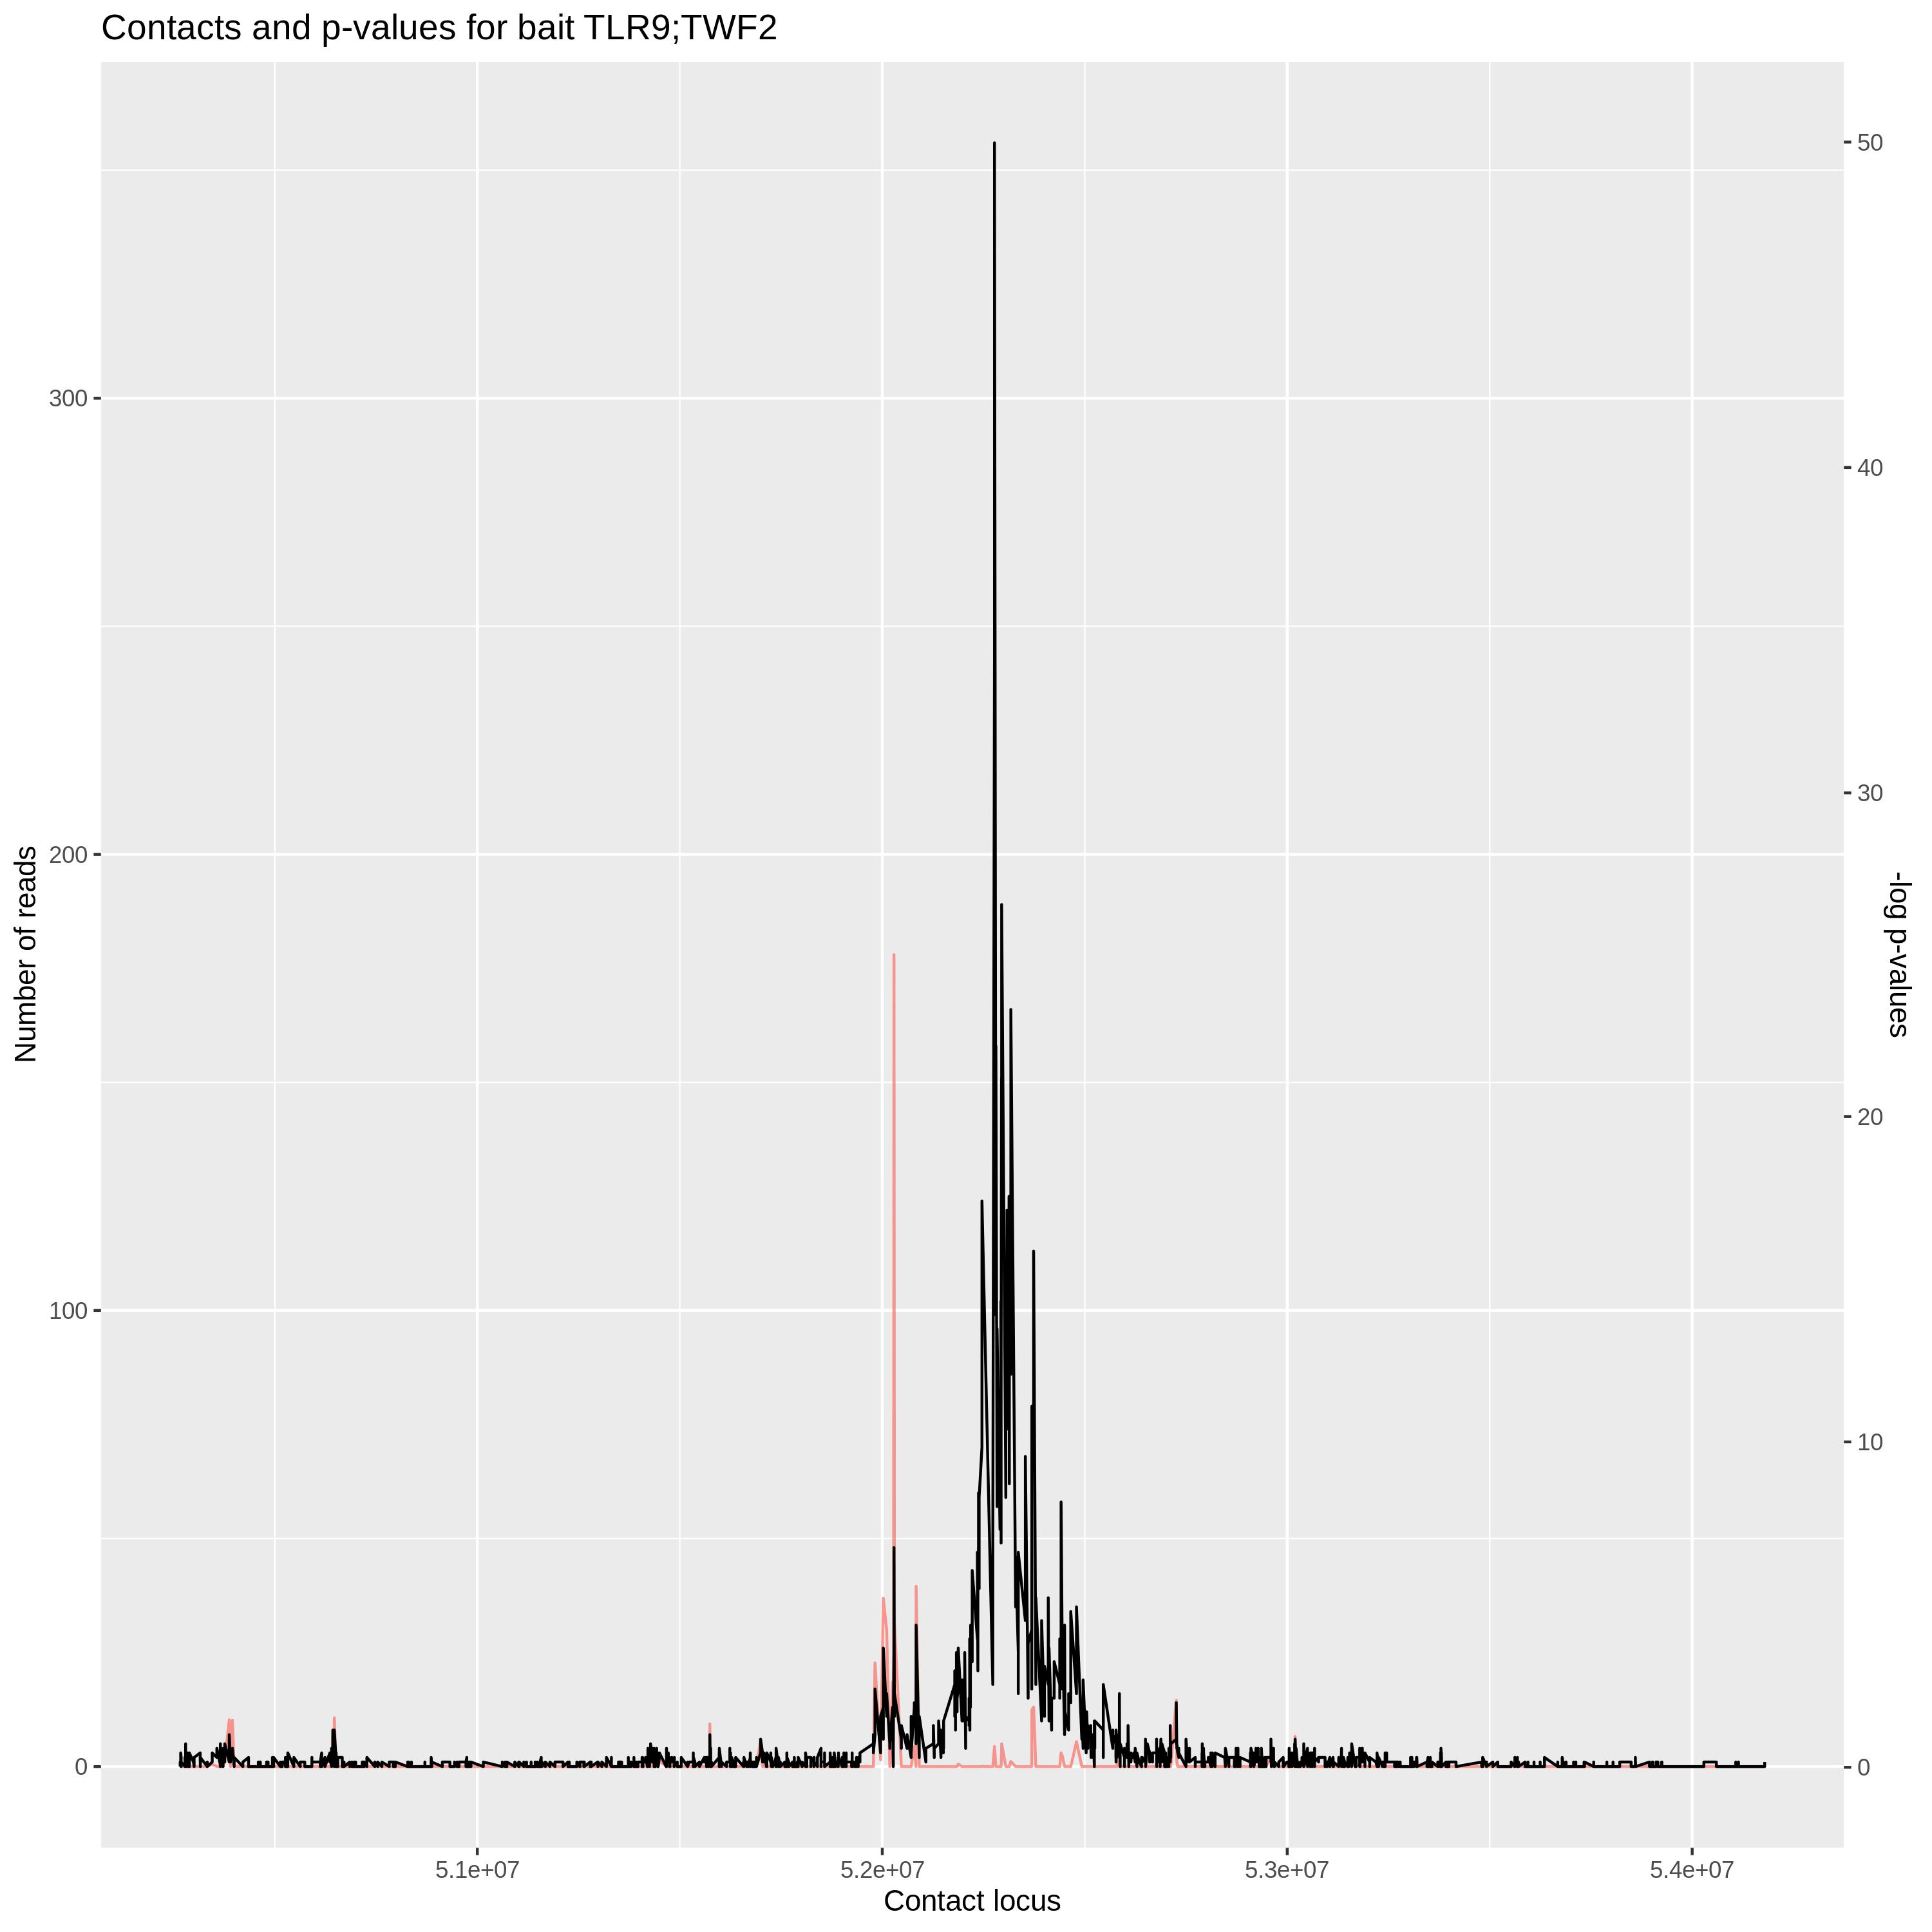 Contacts and p-values for bait TLR9;TWF2
Number of reads
300
200
100
0
50
40
30
20
10
0
-log p-values
5.1e+07
5.2e+07
5.3e+07
5.4e+07
Contact locus